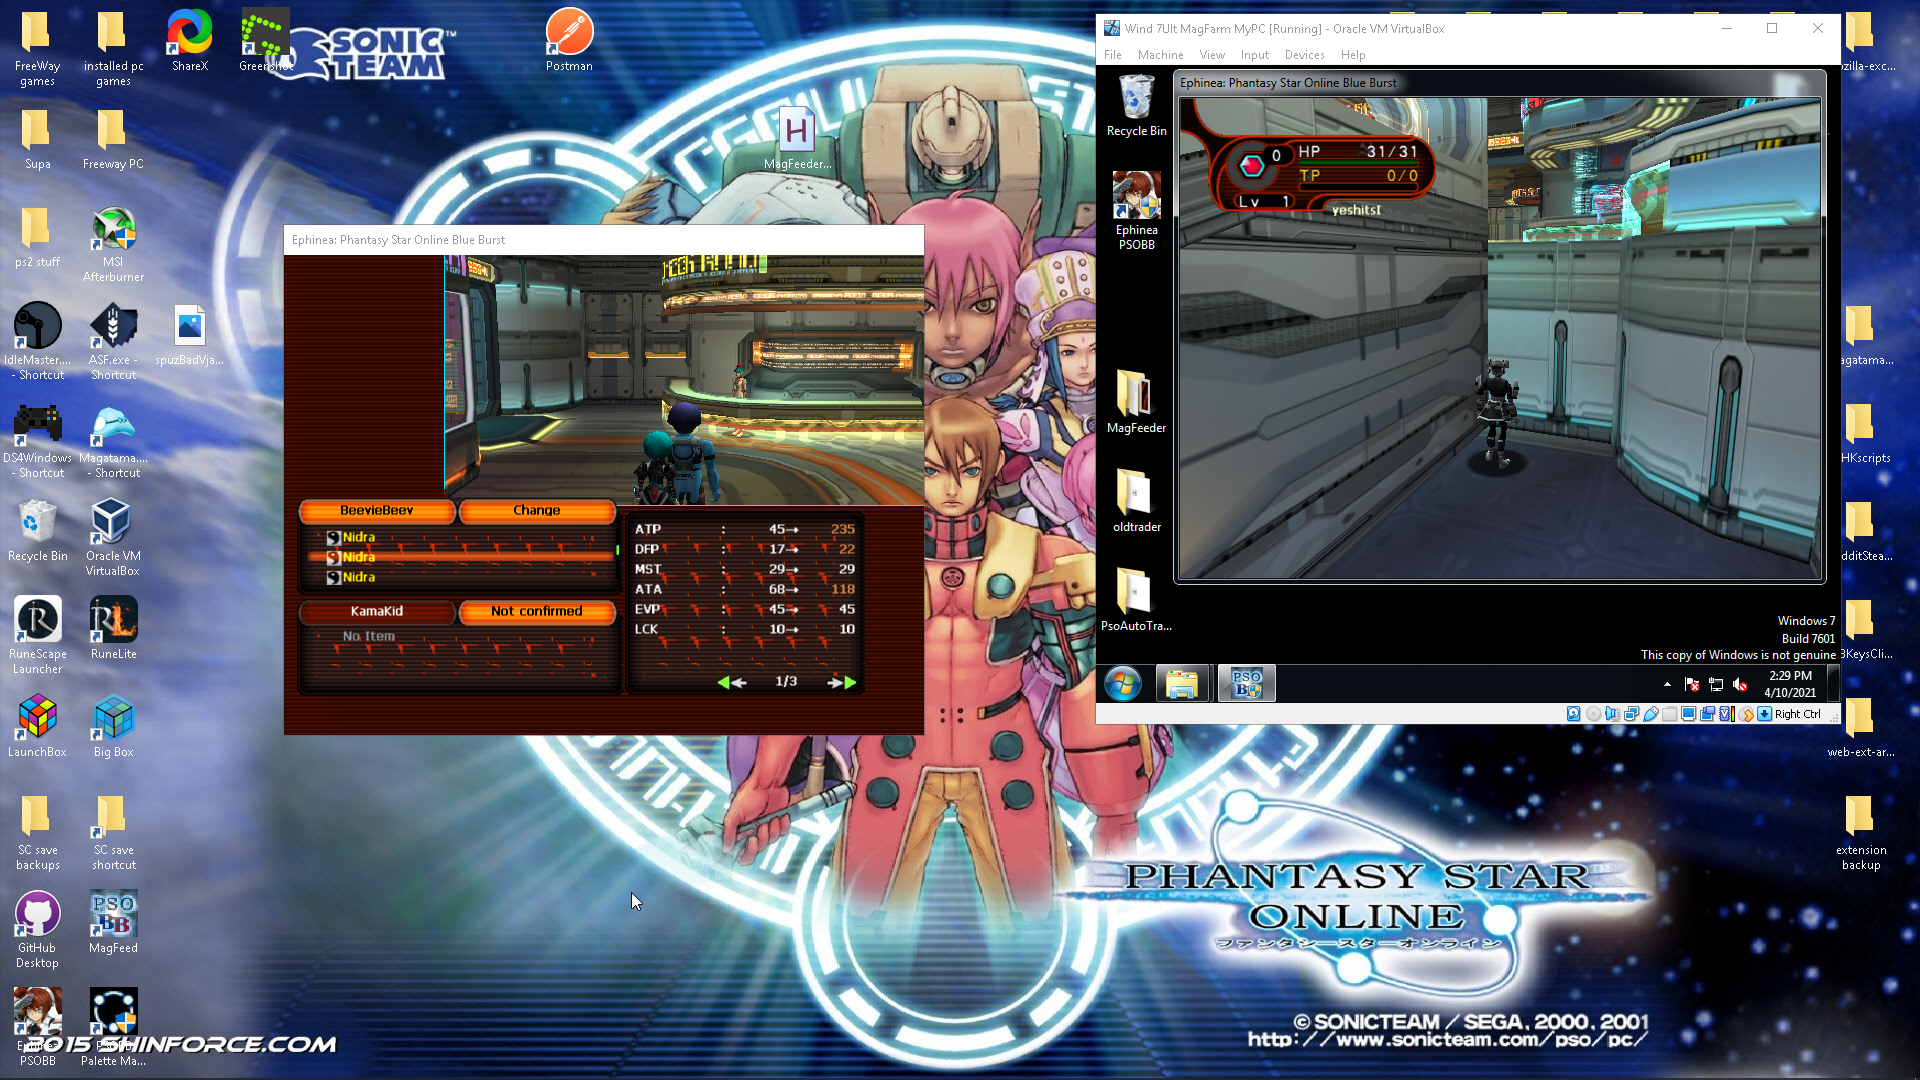 FreeWay games
installed pc games
ShareX
Greenshot
SONIC TEAM™
Postman
Supa
Freeway PC
MagFeeder...
ps2 stuff
MSI Afterburner
IdleMaster.... - Shortcut
ASF.exe - Shortcut
spuzBadVja...
DS4Windows - Shortcut
Magatama.... - Shortcut
Recycle Bin
Oracle VM VirtualBox
RuneScape Launcher
RuneLite
LaunchBox
Big Box
SC save backups
SC save shortcut
GitHub Desktop
PSO BB
MagFeed
PSOBB
Palette Ma...
2015 SHINFORCE.COM
Ephinea: Phantasy Star Online Blue Burst
BeevieBeev
Change
Nidra
Nidra
Nidra
KamaKid
Not confirmed
No Item
ATP : 45→ 235
DFP : 17→ 22
MST : 29→ 29
ATA : 68→ 118
EVP : 45→ 45
LCK : 10→ 10
1/3
Wind 7Ult MagFarm MyPC [Running] - Oracle VM VirtualBox
File Machine View Input Devices Help
Recycle Bin
Ephinea PSOBB
MagFeeder
oldtrader
PsoAutoTra...
Ephinea: Phantasy Star Online Blue Burst
0
HP 31/31
TP 0/0
Lv 1
yeshitsI
Windows 7
Build 7601
This copy of Windows is not genuine
PSO B
2:29 PM
4/10/2021
Right Ctrl
ozilla-exc...
agatama...
HKscripts
dditStea...
BKeysCli...
web-ext-ar...
extension backup
PHANTASY STAR
ONLINE
ファンタシースターオンライン
© SONICTEAM / SEGA, 2000, 2001
http://www.sonicteam.com/pso/pc/